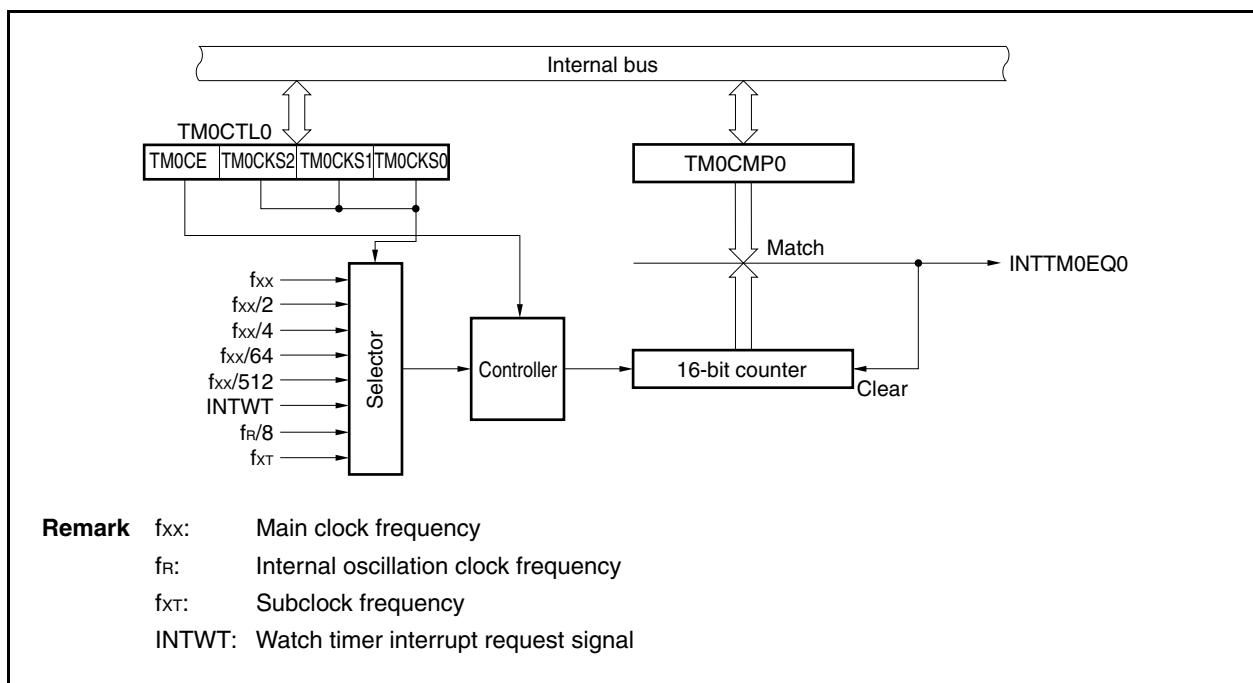 Internal bus
TM0CTL0
TM0CE TM0CKS2 TM0CKS1 TM0CKS0
TM0CMP0
Match
INTTM0EQ0
fXX
fXX/2
fXX/4
fXX/64
fXX/512
INTWT
fR/8
fXT
Selector
Controller
16-bit counter
Clear
Remark fXX: Main clock frequency
fR: Internal oscillation clock frequency
fXT: Subclock frequency
INTWT: Watch timer interrupt request signal